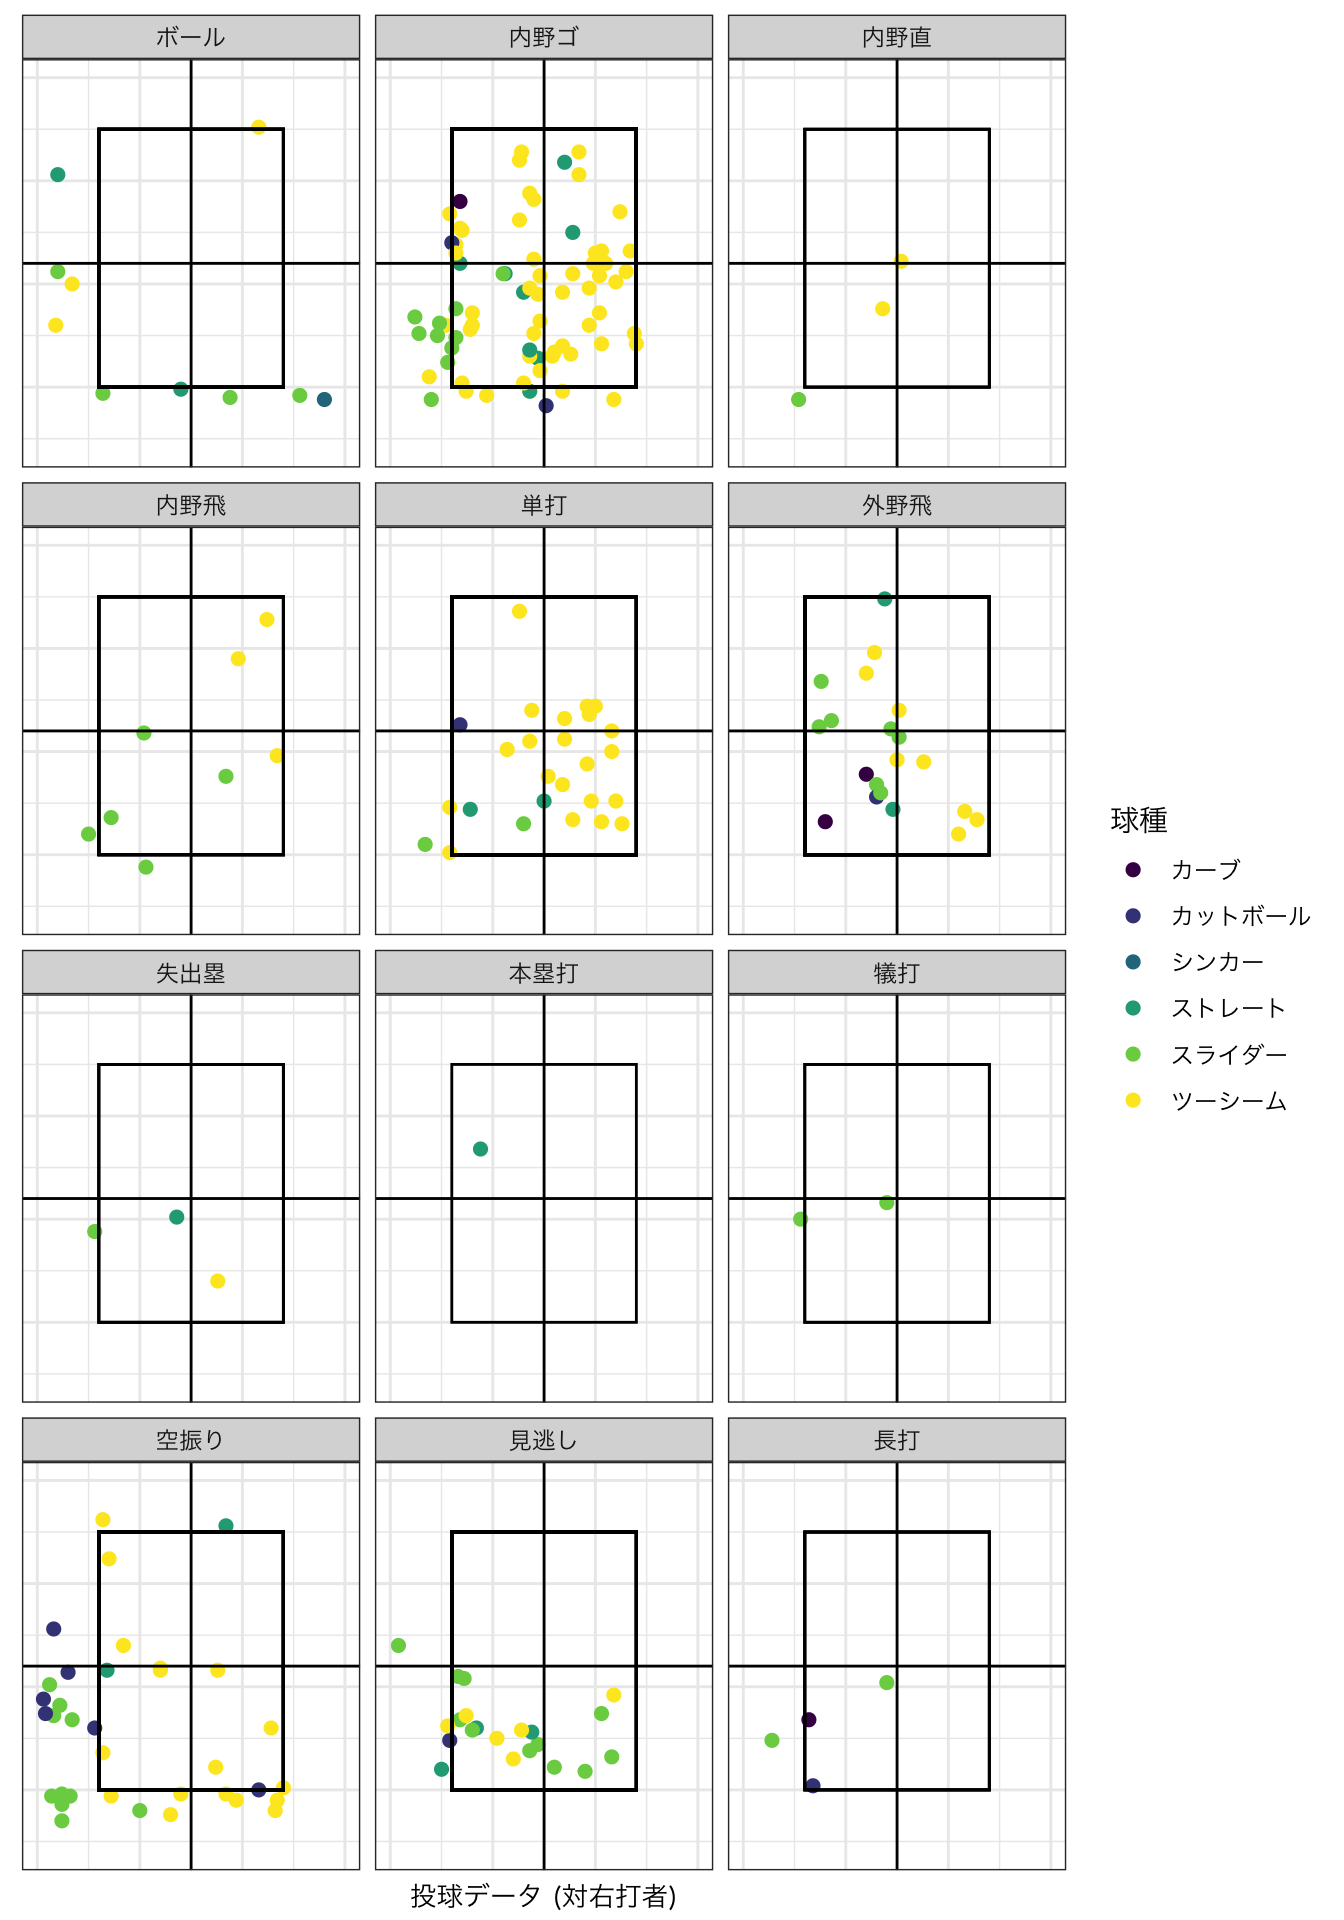 ボール
内野ゴ
内野直
内野飛
単打
外野飛
失出塁
本塁打
犠打
空振り
見逃し
長打
投球データ (対右打者)
球種
カーブ
カットボール
シンカー
ストレート
スライダー
ツーシーム